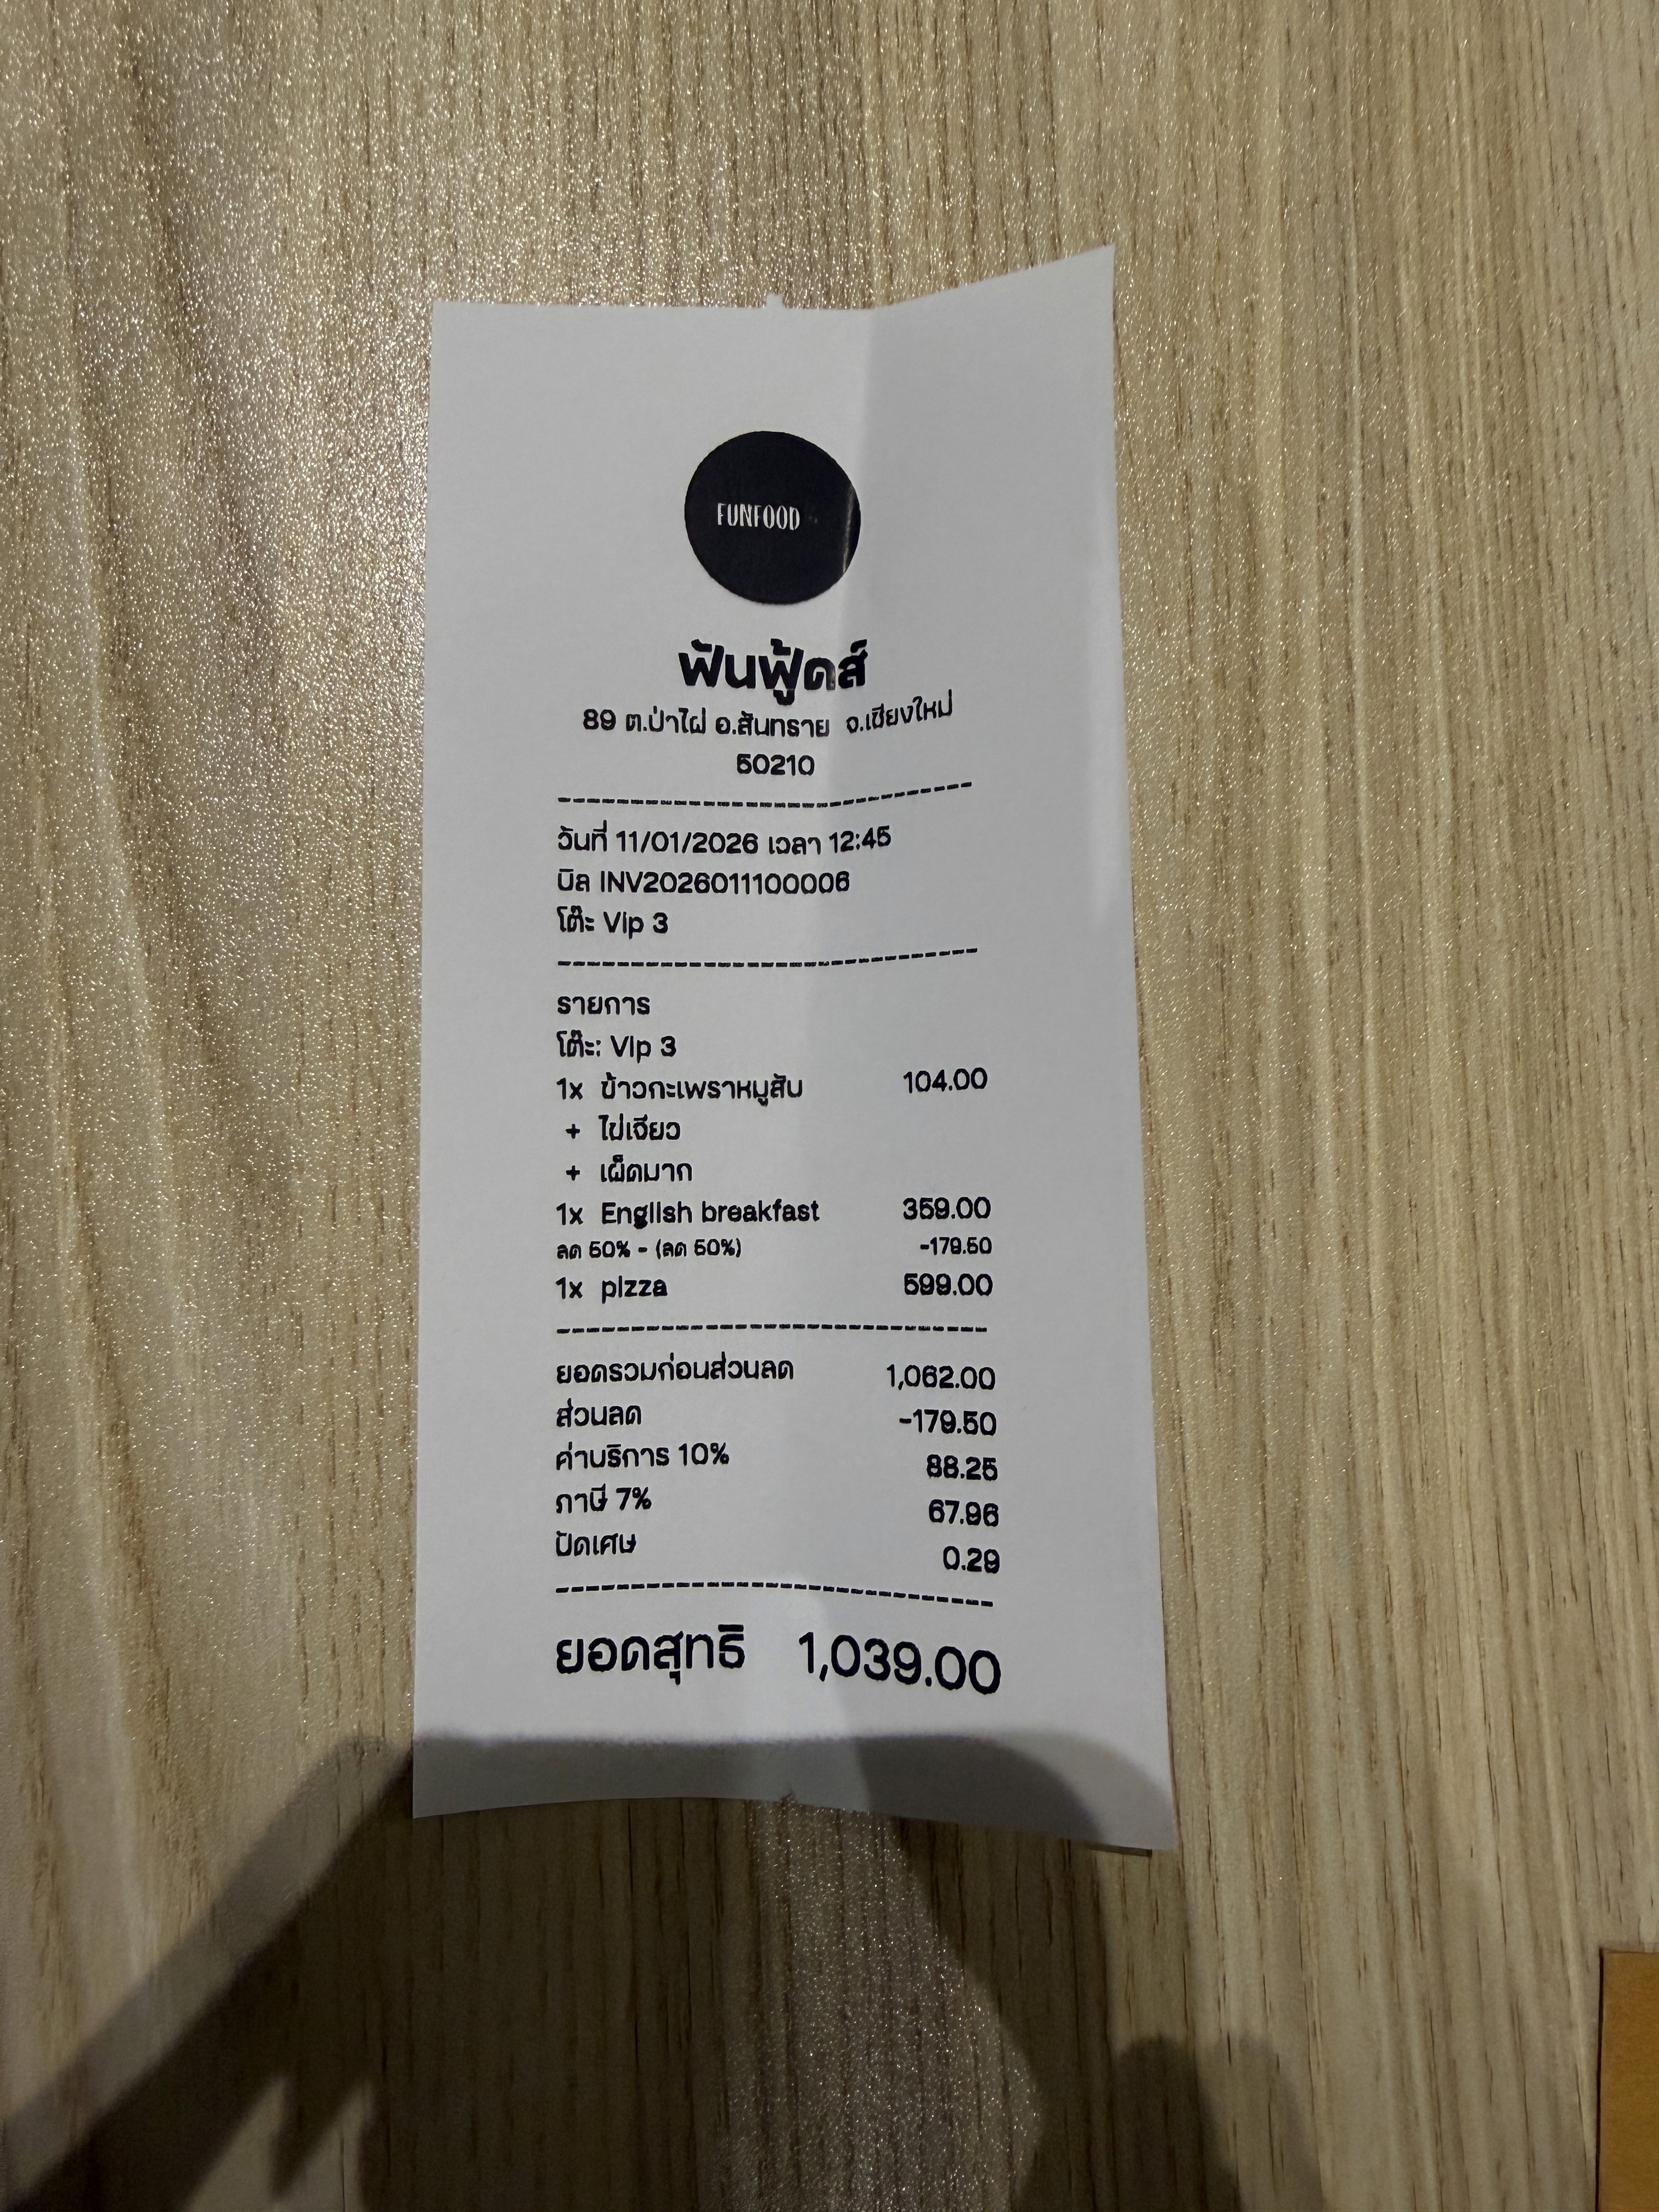 FUNFOOD
ฟันฟู้ดส์
89 ต.ป่าไผ่ อ.สันทราย จ.เชียงใหม่
50210
วันที่ 11/01/2026 เวลา 12:45
บิล INV2026011100006
โต๊ะ Vip 3
รายการ
โต๊ะ: Vip 3
1x ข้าวกะเพราหมูสับ 104.00
+ ไข่เจียว
+ เผ็ดมาก
1x English breakfast 359.00
ลด 50% - (ลด 50%) -179.50
1x pizza 599.00
ยอดรวมก่อนส่วนลด 1,062.00
ส่วนลด -179.50
ค่าบริการ 10% 88.25
ภาษี 7% 67.96
ปัดเศษ 0.29
ยอดสุทธิ 1,039.00